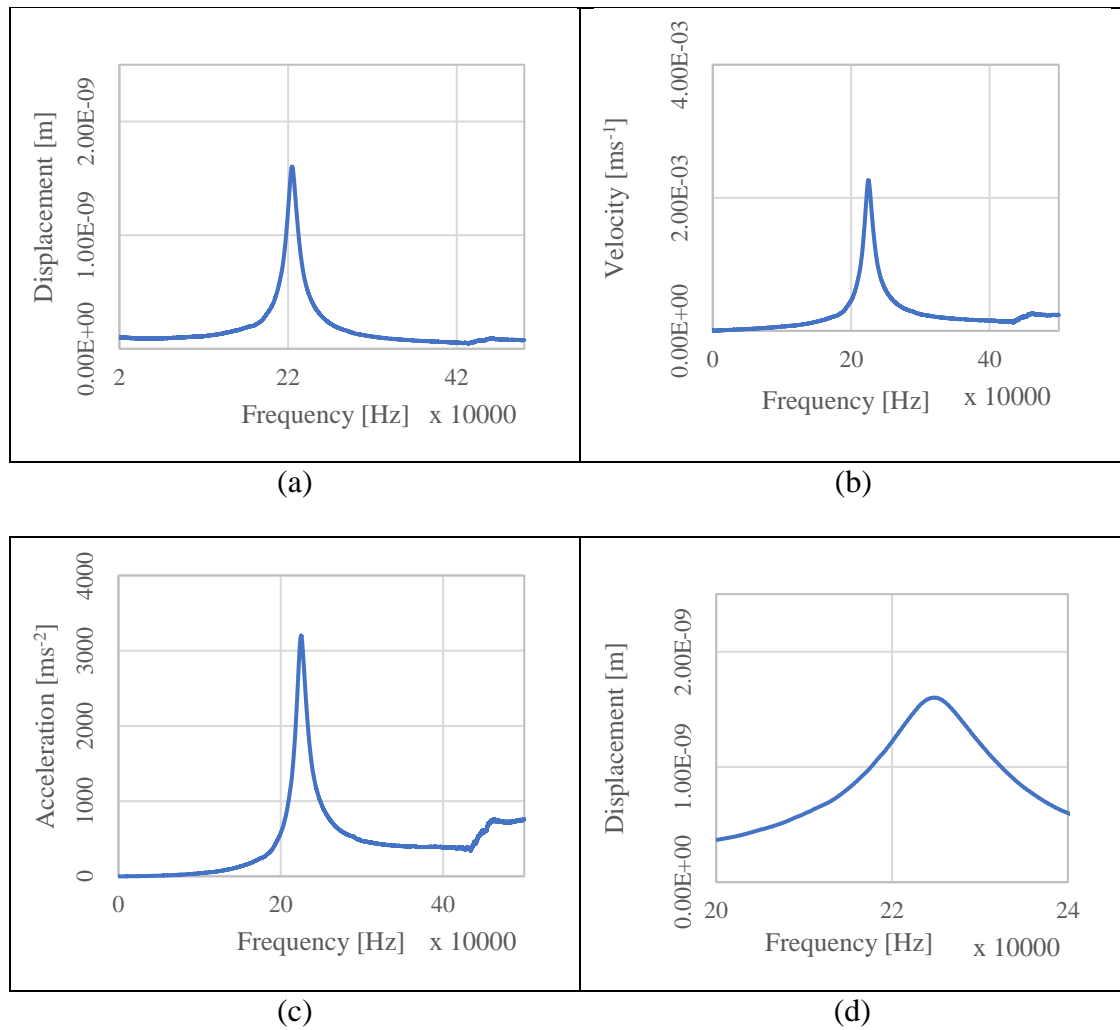 Displacement [m]
2.00E-09
1.00E-09
0.00E+00
2 22 42
Frequency [Hz] x 10000
(a)
Velocity [ms-1]
4.00E-03
2.00E-03
0.00E+00
0 20 40
Frequency [Hz] x 10000
(b)
Acceleration [ms-2]
4000
3000
2000
1000
0
0 20 40
Frequency [Hz] x 10000
(c)
Displacement [m]
2.00E-09
1.00E-09
0.00E+00
20 22 24
Frequency [Hz] x 10000
(d)